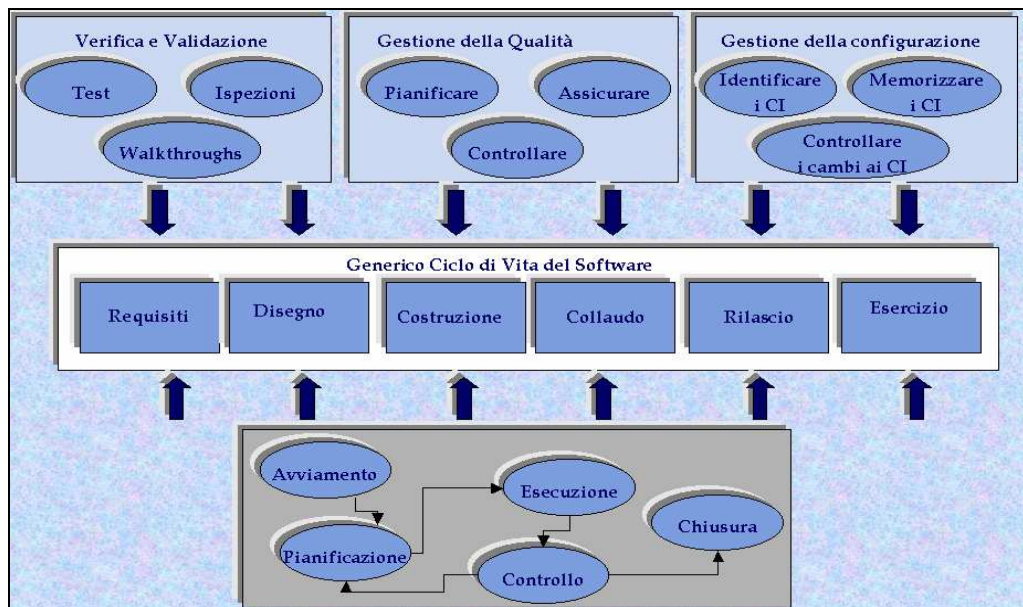 Verifica e Validazione
Test
Ispezioni
Walkthroughs
Gestione della Qualità
Pianificare
Assicurare
Controllare
Gestione della configurazione
Identificare
i CI
Memorizzare
i CI
Controllare
i cambi ai CI
Generico Ciclo di Vita del Software
Requisiti
Disegno
Costruzione
Collaudo
Rilascio
Esercizio
Avviamento
Esecuzione
Chiusura
Pianificazione
Controllo